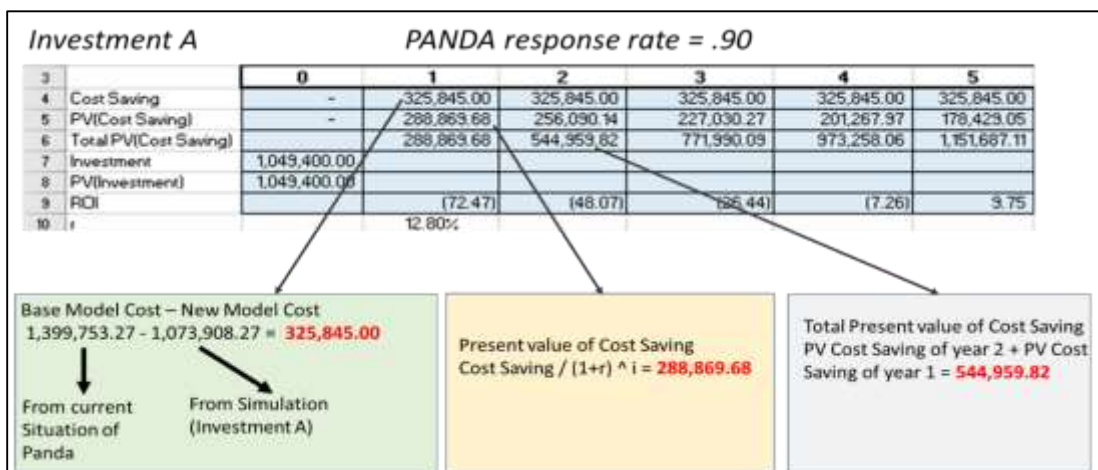 Investment A PANDA response rate = .90
3 0 1 2 3 4 5
4 Cost Saving - 325,845.00 325,845.00 325,845.00 325,845.00 325,845.00
5 PV(Cost Saving) - 288,869.68 256,090.14 227,030.27 201,267.97 178,429.05
6 Total PV(Cost Saving) 288,869.68 544,959.82 771,990.09 973,258.06 1,151,687.11
7 Investment 1,049,400.00
8 PV(Investment) 1,049,400.00
9 ROI (72.47) (48.07) (26.44) (7.26) 9.75
10 r 12.80%
Base Model Cost – New Model Cost
1,399,753.27 - 1,073,908.27 = 325,845.00
From current
Situation of
Panda
From Simulation
(Investment A)
Present value of Cost Saving
Cost Saving / (1+r) ^ i = 288,869.68
Total Present value of Cost Saving
PV Cost Saving of year 2 + PV Cost
Saving of year 1 = 544,959.82